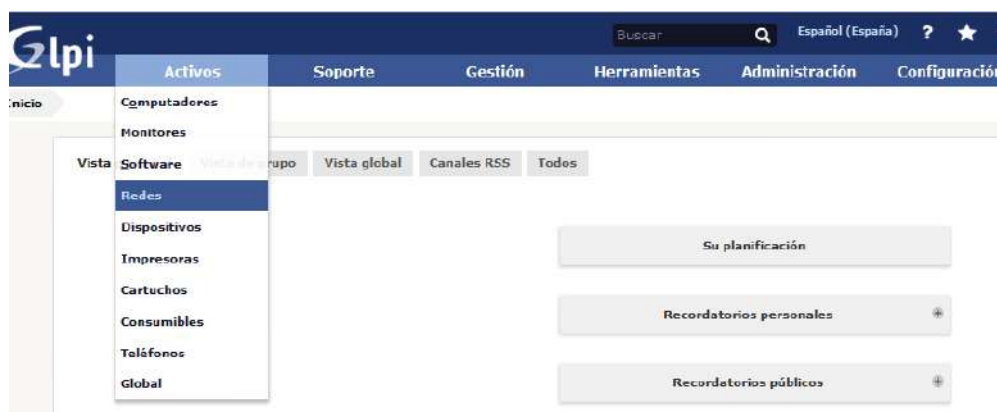 Glpi
Buscar Español (España) ? ★
Activos Soporte Gestión Herramientas Administración Configuración
Inicio
Computadores
Monitores
Software
Vista grupo Vista global Canales RSS Todos
Redes
Dispositivos
Impresoras
Cartuchos
Consumibles
Teléfonos
Global
Su planificación
Recordatorios personales
Recordatorios públicos